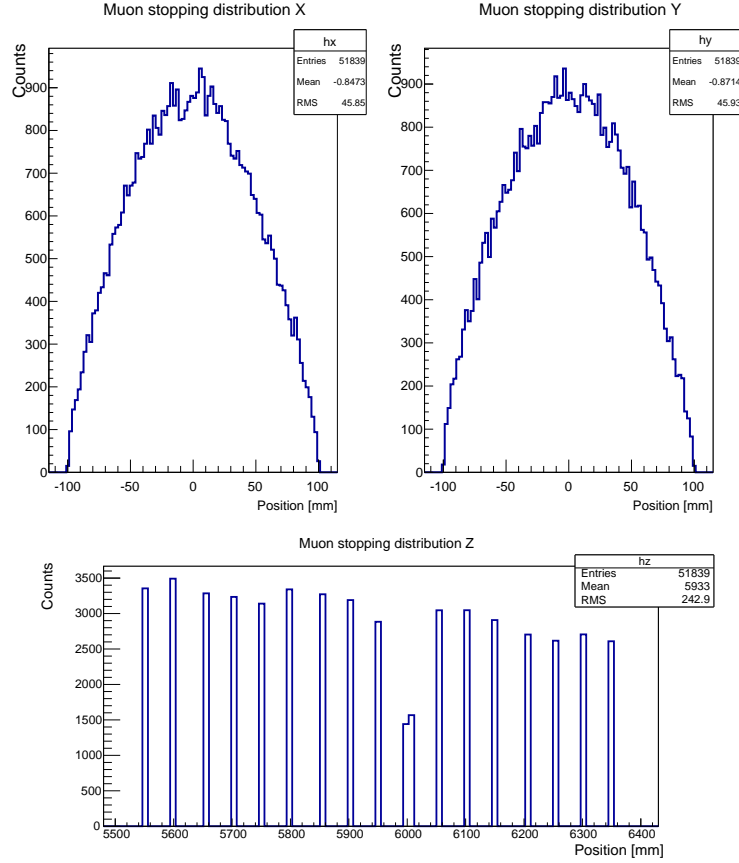 Muon stopping distribution X
Counts
hx
Entries 51839
Mean -0.8473
RMS 45.85
900
800
700
600
500
400
300
200
100
0
-100 -50 0 50 100
Position [mm]
Muon stopping distribution Y
Counts
hy
Entries 51839
Mean -0.8714
RMS 45.93
900
800
700
600
500
400
300
200
100
0
-100 -50 0 50 100
Position [mm]
Muon stopping distribution Z
Counts
hz
Entries 51839
Mean 5933
RMS 242.9
3500
3000
2500
2000
1500
1000
500
0
5500 5600 5700 5800 5900 6000 6100 6200 6300 6400
Position [mm]